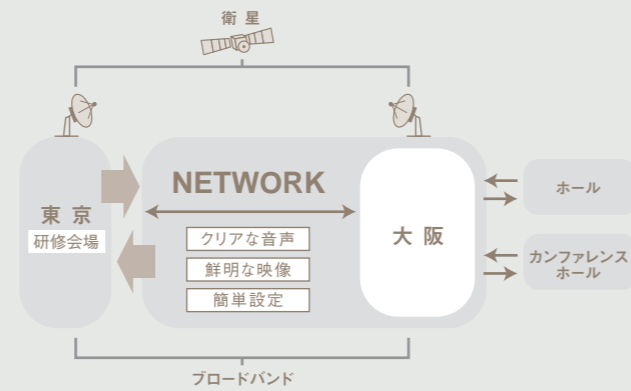 衛星
NETWORK
東京
研修会場
クリアな音声
鮮明な映像
簡単設定
大阪
ホール
カンファレンス
ホール
ブロードバンド